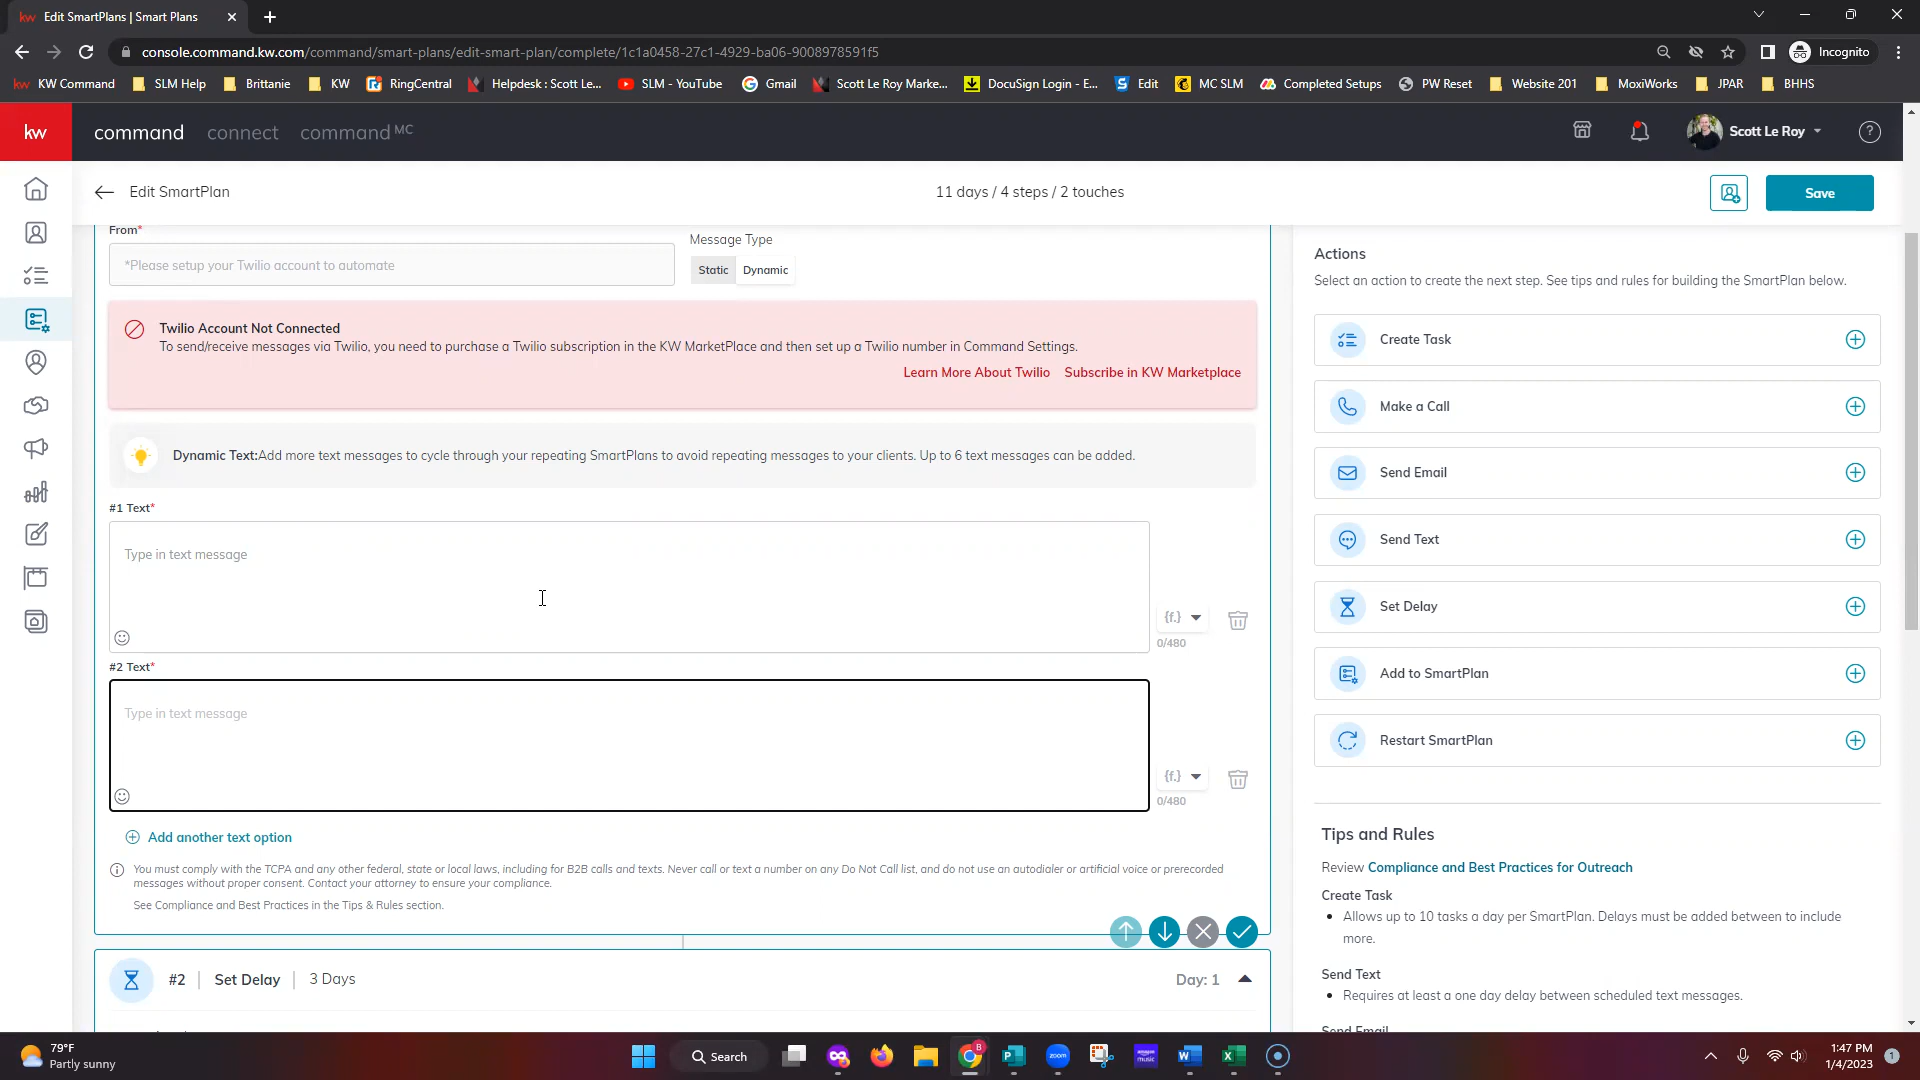 Edit SmartPlans | Smart Plans
console.command.kw.com/command/smart-plans/edit-smart-plan/complete/1c1a0458-27c1-4929-ba06-9008978591f5
Incognito
kw KW Command SLM Help Brittanie KW RingCentral Helpdesk : Scott Le... SLM - YouTube Gmail Scott Le Roy Marke... DocuSign Login - E... Edit MC SLM Completed Setups PW Reset Website 201 MoxiWorks JPAR BHHS
kw command connect command MC Scott Le Roy
Edit SmartPlan 11 days / 4 steps / 2 touches Save
From*
Message Type
*Please setup your Twilio account to automate
Static Dynamic
Twilio Account Not Connected
To send/receive messages via Twilio, you need to purchase a Twilio subscription in the KW MarketPlace and then set up a Twilio number in Command Settings.
Learn More About Twilio Subscribe in KW Marketplace
Dynamic Text:Add more text messages to cycle through your repeating SmartPlans to avoid repeating messages to your clients. Up to 6 text messages can be added.
#1 Text*
Type in text message
{f.}
0/480
#2 Text*
Type in text message
{f.}
0/480
Add another text option
You must comply with the TCPA and any other federal, state or local laws, including for B2B calls and texts. Never call or text a number on any Do Not Call list, and do not use an autodialer or artificial voice or prerecorded
messages without proper consent. Contact your attorney to ensure your compliance.
See Compliance and Best Practices in the Tips & Rules section.
#2 Set Delay 3 Days Day: 1
Actions
Select an action to create the next step. See tips and rules for building the SmartPlan below.
Create Task
Make a Call
Send Email
Send Text
Set Delay
Add to SmartPlan
Restart SmartPlan
Tips and Rules
Review Compliance and Best Practices for Outreach
Create Task
Allows up to 10 tasks a day per SmartPlan. Delays must be added between to include
more.
Send Text
Requires at least a one day delay between scheduled text messages.
Send Email
79°F
Partly sunny
Search
1:47 PM
1/4/2023